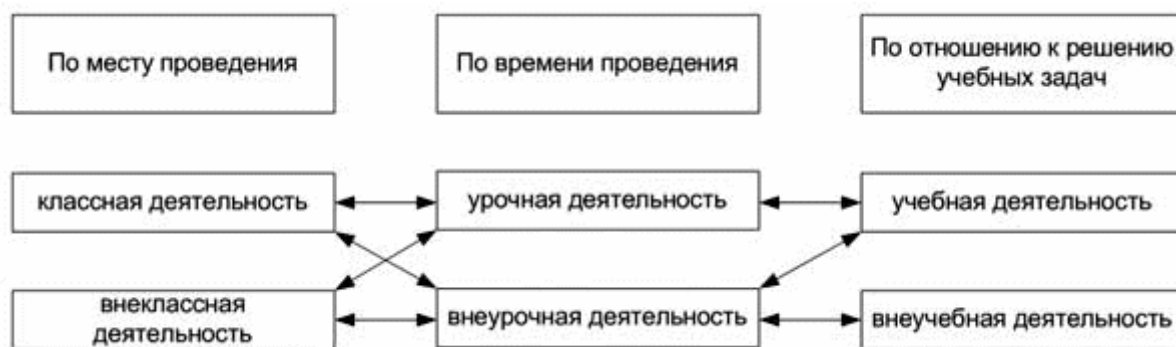 По месту проведения
По времени проведения
По отношению к решению
учебных задач
классная деятельность
урочная деятельность
учебная деятельность
внеклассная
деятельность
внеурочная деятельность
внеучебная деятельность